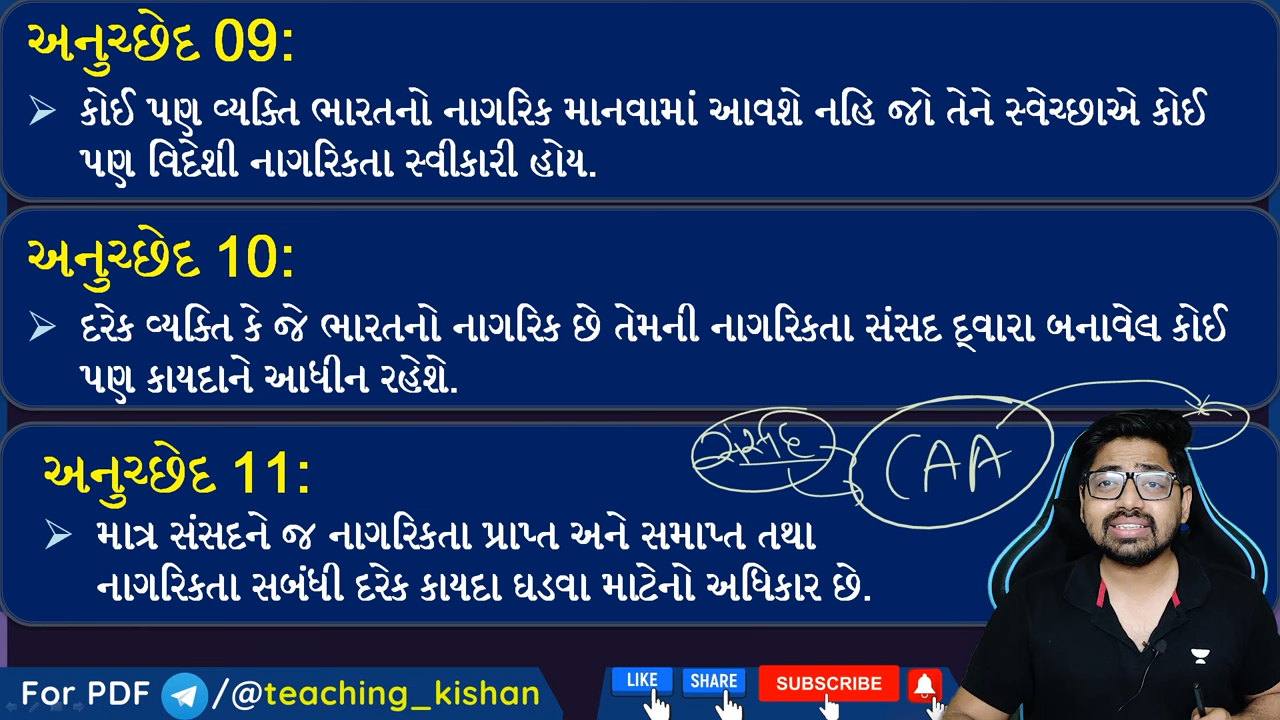 અનુચ્છેદ 09:
કોઈ પણ વ્યક્તિ ભારતનો નાગરિક માનવામાં આવશે નહિ જો તેને સ્વેચ્છાએ કોઈ
પણ વિદેશી નાગરિકતા સ્વીકારી હોય.
અનુચ્છેદ 10:
દરેક વ્યક્તિ કે જે ભારતનો નાગરિક છે તેમની નાગરિકતા સંસદ દ્વારા બનાવેલ કોઈ
પણ કાયદાને આધીન રહેશે.
સંસદ CAA
અનુચ્છેદ 11:
માત્ર સંસદને જ નાગરિકતા પ્રાપ્ત અને સમાપ્ત તથા
નાગરિકતા સબંધી દરેક કાયદા ઘડવા માટેનો અધિકાર છે.
For PDF /@teaching_kishan LIKE SHARE SUBSCRIBE